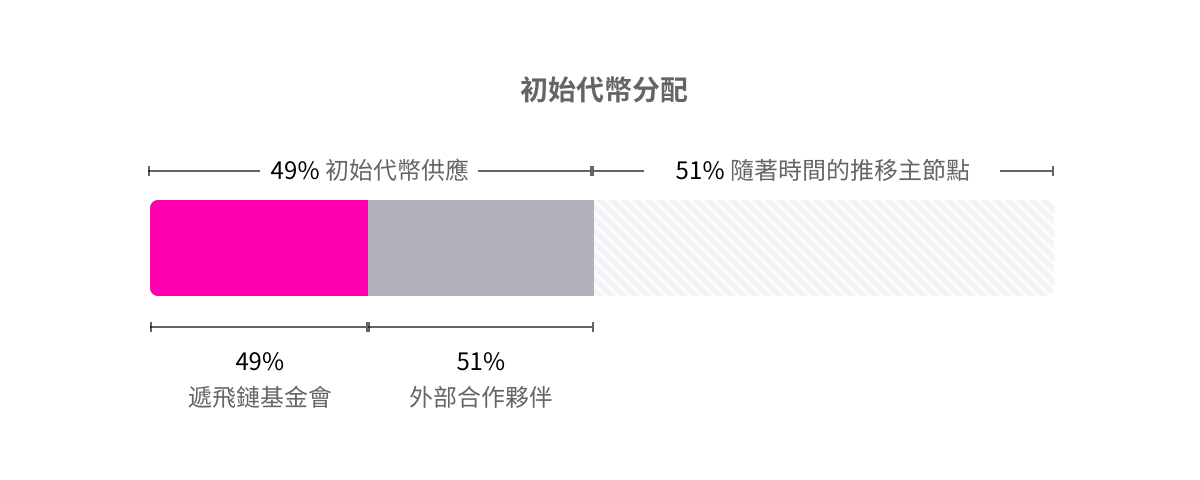 初始代幣分配
49% 初始代幣供應
51% 隨著時間的推移主節點
49%
遞飛鏈基金會
51%
外部合作夥伴